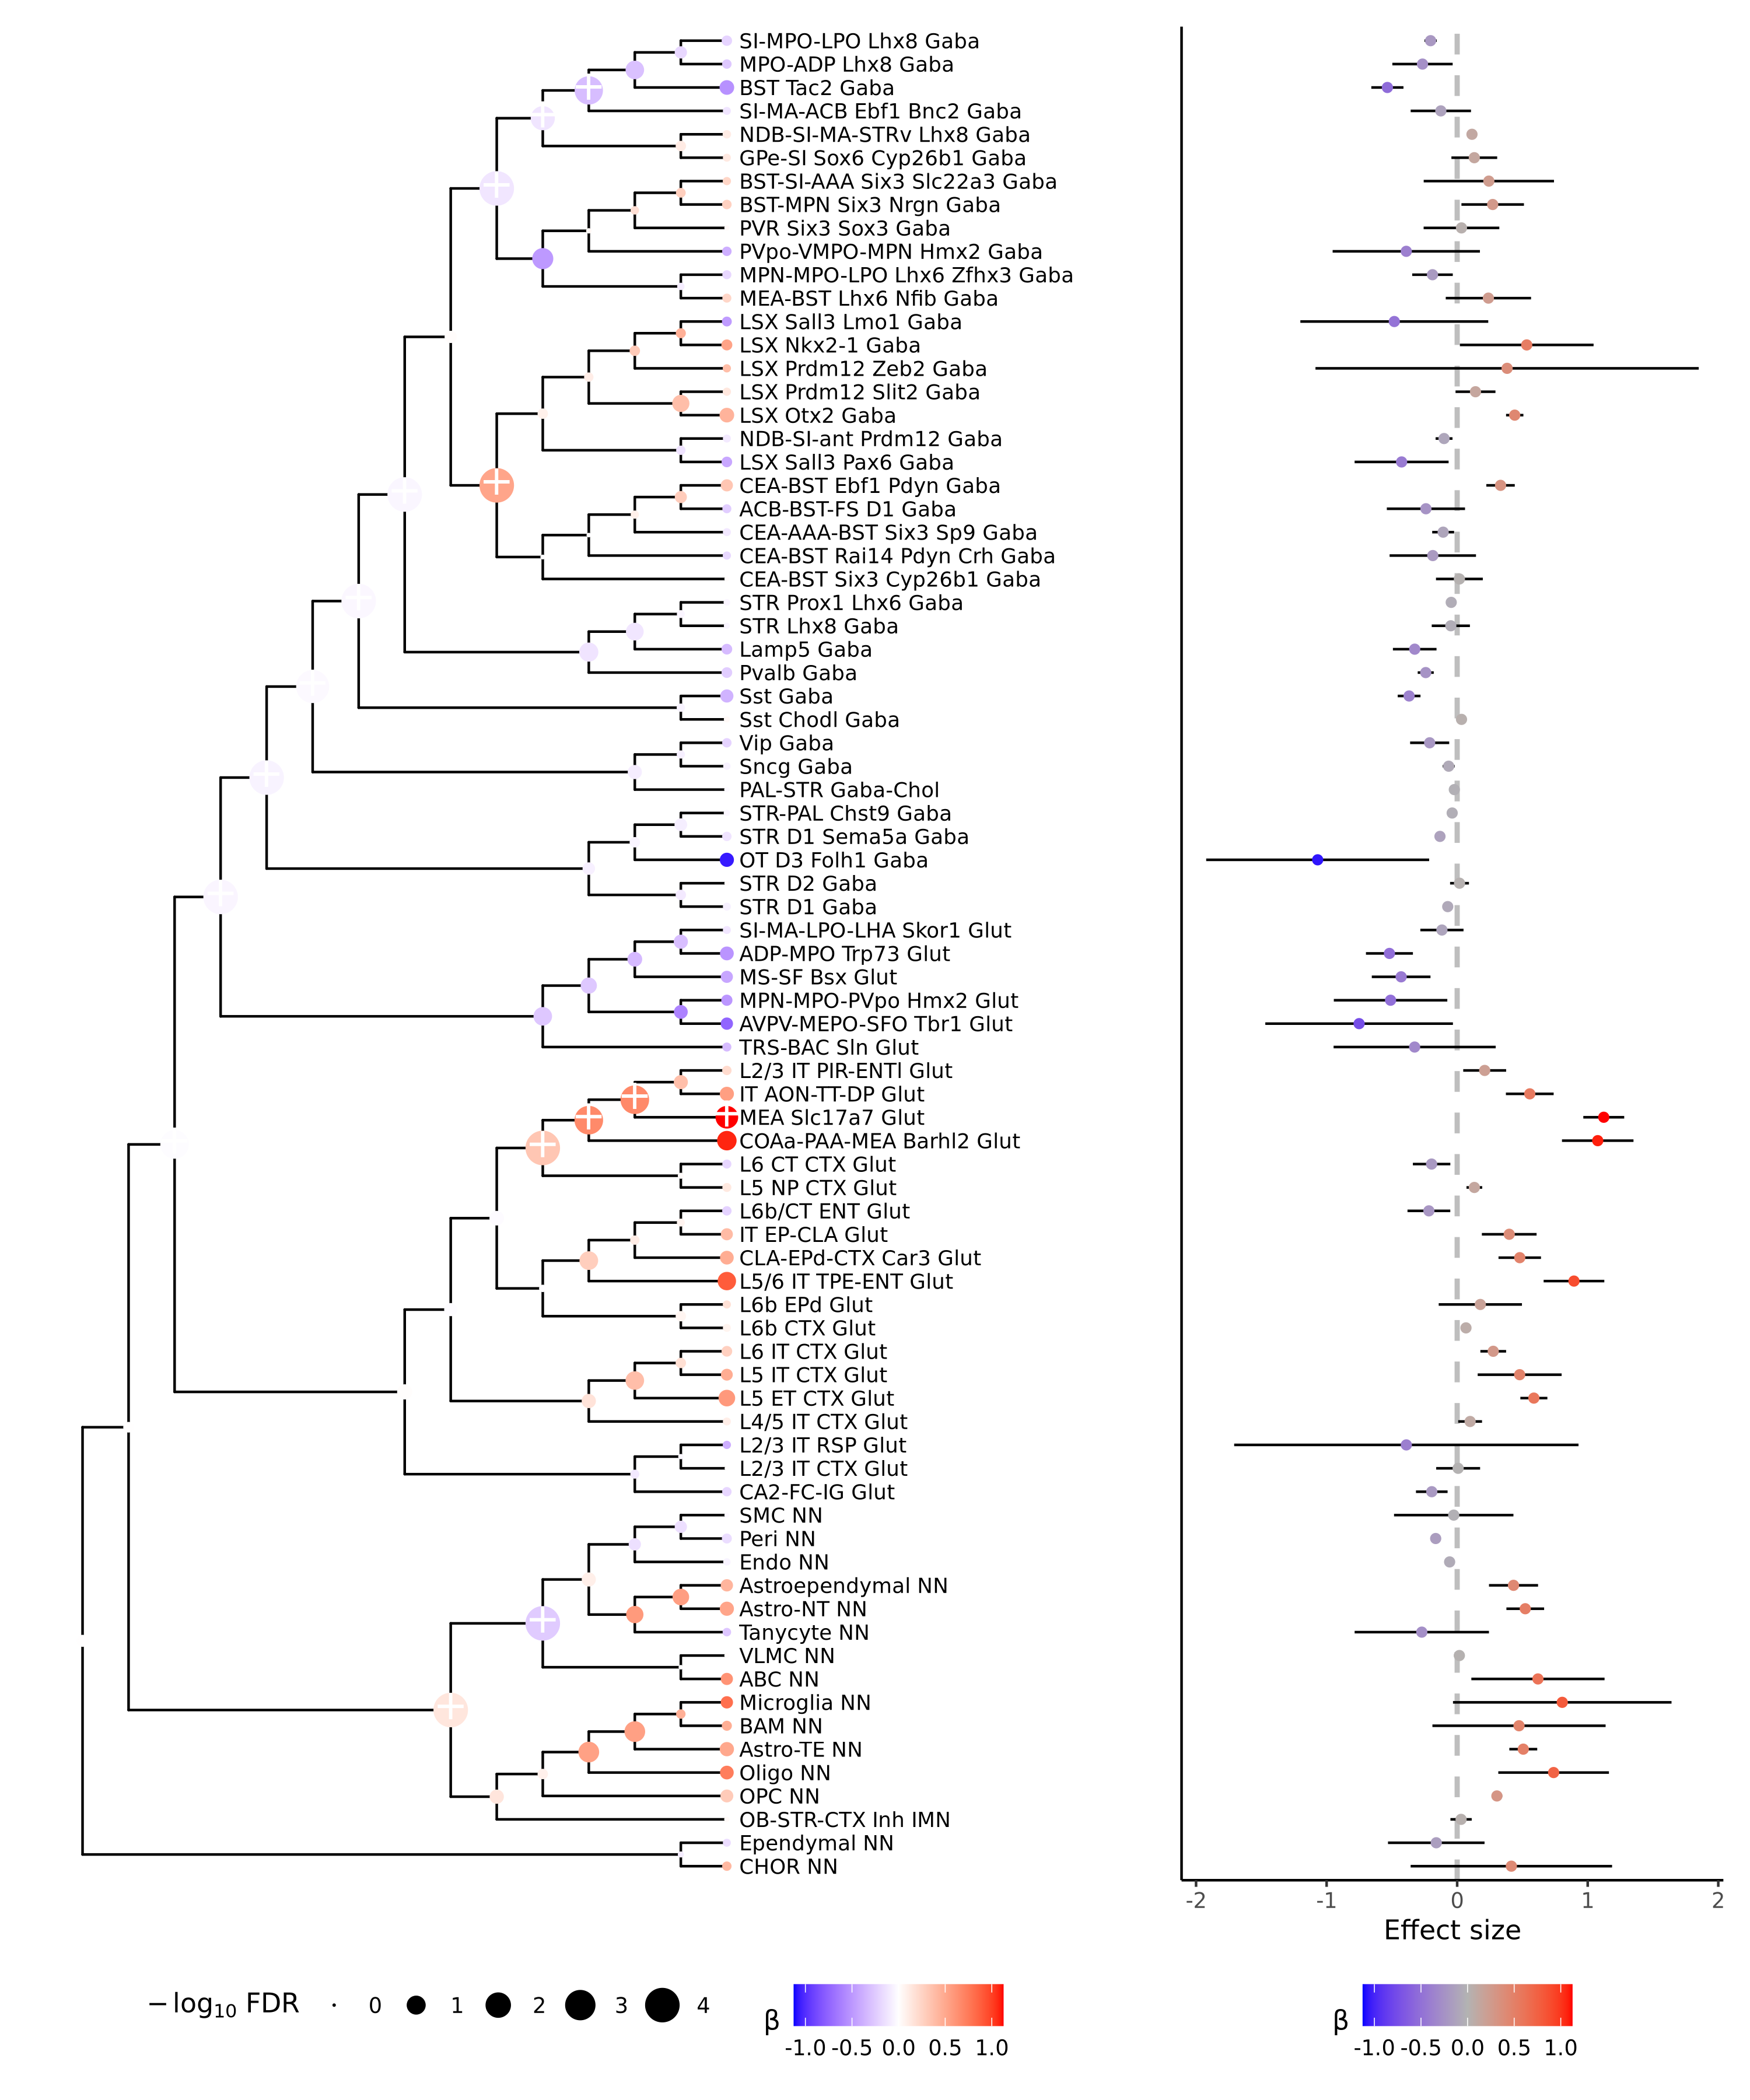 SI-MPO-LPO Lhx8 Gaba
MPO-ADP Lhx8 Gaba
BST Tac2 Gaba
SI-MA-ACB Ebf1 Bnc2 Gaba
NDB-SI-MA-STRv Lhx8 Gaba
GPe-SI Sox6 Cyp26b1 Gaba
BST-SI-AAA Six3 Slc22a3 Gaba
BST-MPN Six3 Nrgn Gaba
PVR Six3 Sox3 Gaba
PVpo-VMPO-MPN Hmx2 Gaba
MPN-MPO-LPO Lhx6 Zfhx3 Gaba
MEA-BST Lhx6 Nfib Gaba
LSX Sall3 Lmo1 Gaba
LSX Nkx2-1 Gaba
LSX Prdm12 Zeb2 Gaba
LSX Prdm12 Slit2 Gaba
LSX Otx2 Gaba
NDB-SI-ant Prdm12 Gaba
LSX Sall3 Pax6 Gaba
CEA-BST Ebf1 Pdyn Gaba
ACB-BST-FS D1 Gaba
CEA-AAA-BST Six3 Sp9 Gaba
CEA-BST Rai14 Pdyn Crh Gaba
CEA-BST Six3 Cyp26b1 Gaba
STR Prox1 Lhx6 Gaba
STR Lhx8 Gaba
Lamp5 Gaba
Pvalb Gaba
Sst Gaba
Sst Chodl Gaba
Vip Gaba
Sncg Gaba
PAL-STR Gaba-Chol
STR-PAL Chst9 Gaba
STR D1 Sema5a Gaba
OT D3 Folh1 Gaba
STR D2 Gaba
STR D1 Gaba
SI-MA-LPO-LHA Skor1 Glut
ADP-MPO Trp73 Glut
MS-SF Bsx Glut
MPN-MPO-PVpo Hmx2 Glut
AVPV-MEPO-SFO Tbr1 Glut
TRS-BAC Sln Glut
L2/3 IT PIR-ENTl Glut
IT AON-TT-DP Glut
MEA Slc17a7 Glut
COAa-PAA-MEA Barhl2 Glut
L6 CT CTX Glut
L5 NP CTX Glut
L6b/CT ENT Glut
IT EP-CLA Glut
CLA-EPd-CTX Car3 Glut
L5/6 IT TPE-ENT Glut
L6b EPd Glut
L6b CTX Glut
L6 IT CTX Glut
L5 IT CTX Glut
L5 ET CTX Glut
L4/5 IT CTX Glut
L2/3 IT RSP Glut
L2/3 IT CTX Glut
CA2-FC-IG Glut
SMC NN
Peri NN
Endo NN
Astroependymal NN
Astro-NT NN
Tanycyte NN
VLMC NN
ABC NN
Microglia NN
BAM NN
Astro-TE NN
Oligo NN
OPC NN
OB-STR-CTX Inh IMN
Ependymal NN
CHOR NN
-2 -1 0 1 2
Effect size
−log10 FDR 0 1 2 3 4
β -1.0 -0.5 0.0 0.5 1.0
β -1.0 -0.5 0.0 0.5 1.0